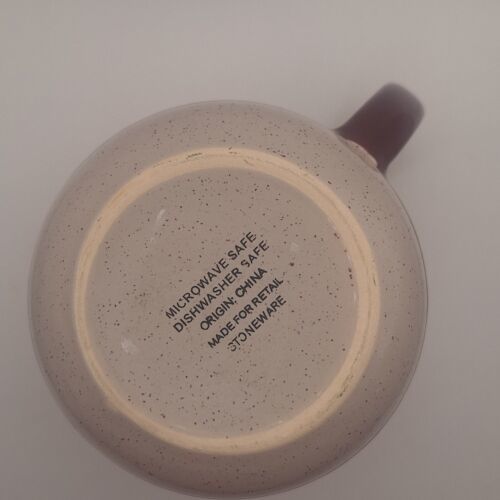 MICROWAVE SAFE
DISHWASHER SAFE
ORIGIN: CHINA
MADE FOR RETAIL
STONEWARE